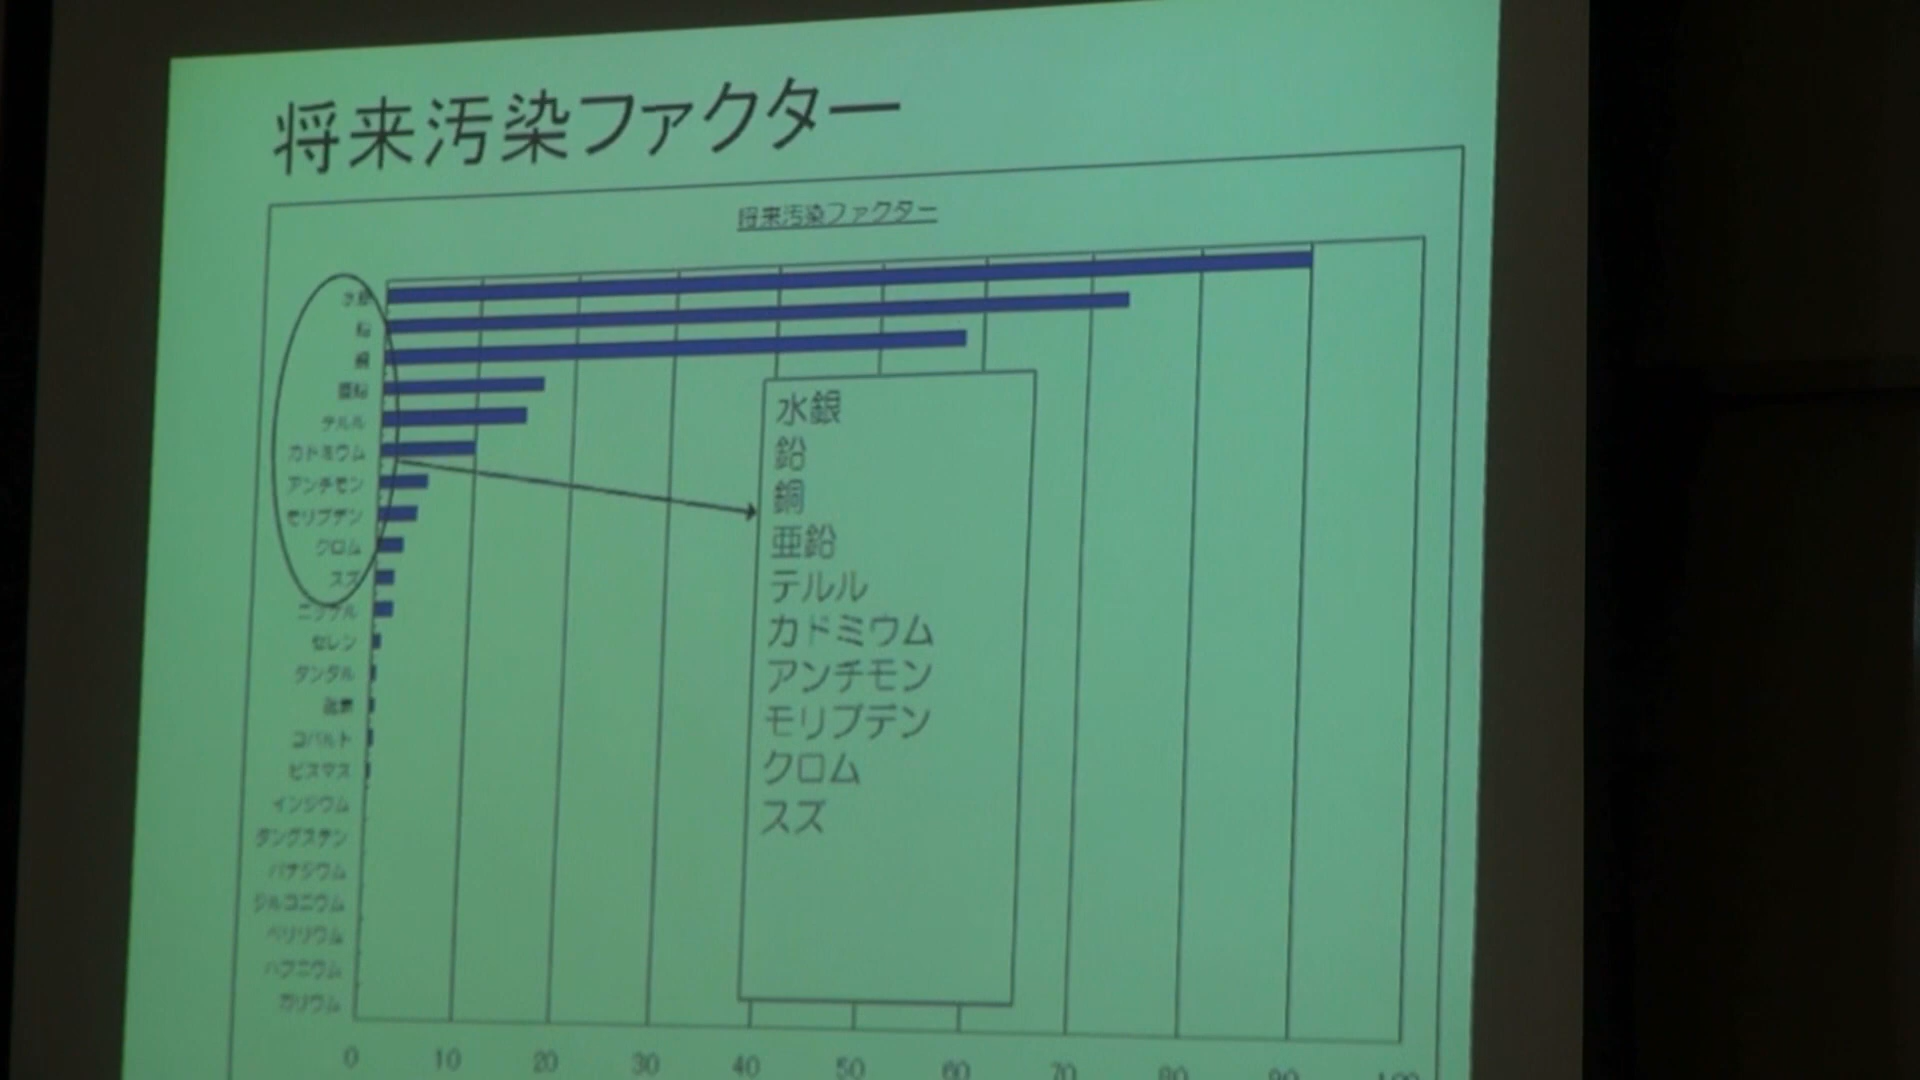 将来汚染ファクター
将来汚染ファクター
水銀
鉛
銅
亜鉛
テルル
カドミウム
アンチモン
モリブデン
クロム
スズ
ニッケル
セレン
タンタル
コバルト
ビスマス
インジウム
タングステン
バナジウム
ジルコニウム
ベリリウム
ハフニウム
ガリウム
水銀
鉛
銅
亜鉛
テルル
カドミウム
アンチモン
モリブデン
クロム
スズ
0 10 20 30 40 50 60 70 80 90 100